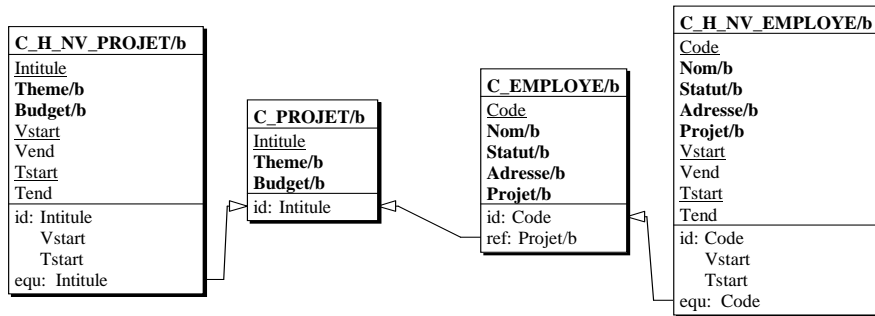 C_H_NV_PROJET/b
Intitule
Theme/b
Budget/b
Vstart
Vend
Tstart
Tend
id: Intitule
Vstart
Tstart
equ: Intitule
C_PROJET/b
Intitule
Theme/b
Budget/b
id: Intitule
C_EMPLOYE/b
Code
Nom/b
Statut/b
Adresse/b
Projet/b
id: Code
ref: Projet/b
C_H_NV_EMPLOYE/b
Code
Nom/b
Statut/b
Adresse/b
Projet/b
Vstart
Vend
Tstart
Tend
id: Code
Vstart
Tstart
equ: Code